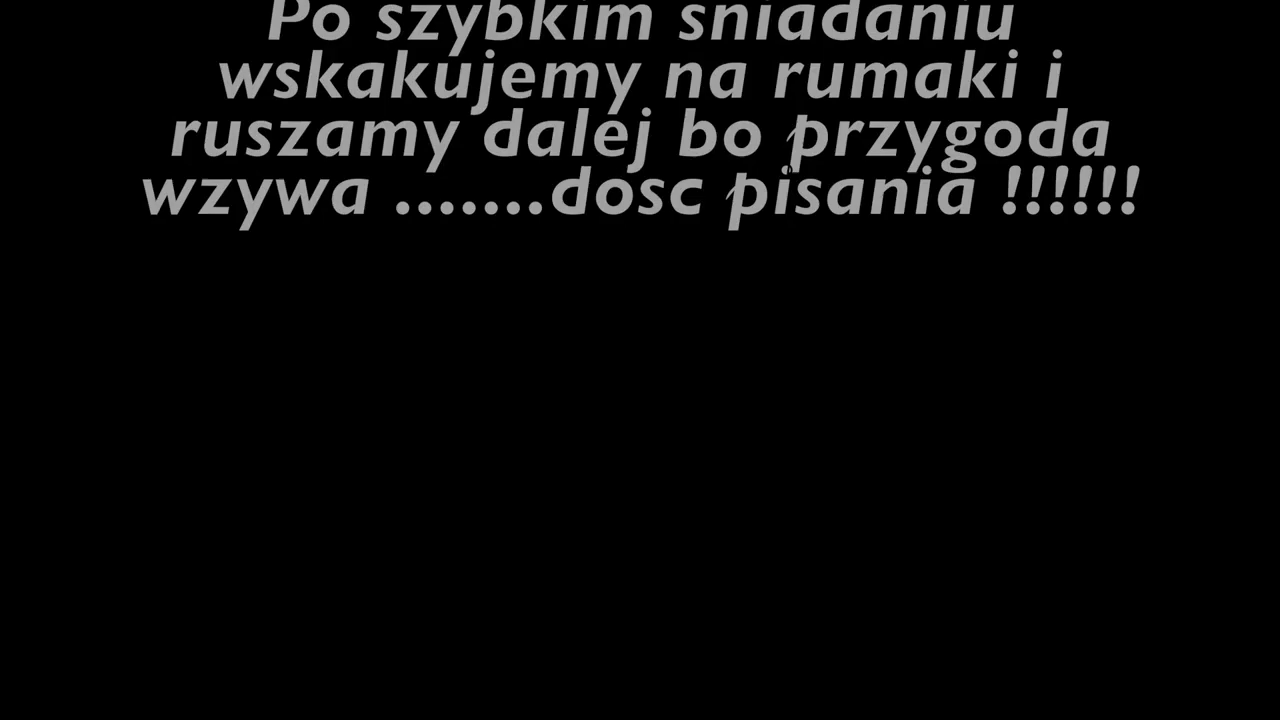 Po szybkim sniadaniu
wskakujemy na rumaki i
ruszamy dalej bo przygoda
wzywa .......dosc pisania !!!!!!